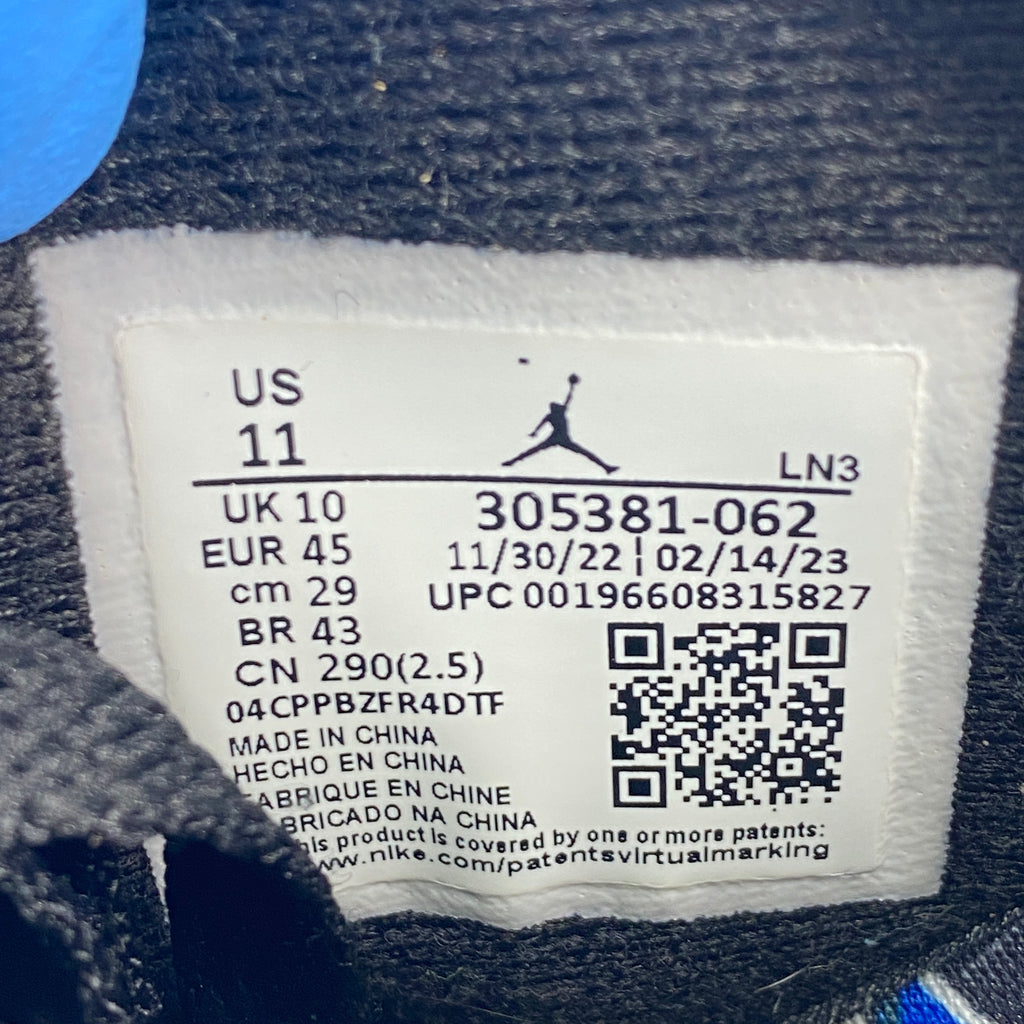 US
11
LN3
UK 10
305381-062
EUR 45
11/30/22 ¦ 02/14/23
cm 29
UPC 00196608315827
BR 43
CN 290(2.5)
04CPPBZFR4DTF
MADE IN CHINA
HECHO EN CHINA
ABRIQUE EN CHINE
BRICADO NA CHINA
his product is covered by one or more patents:
ww.nike.com/patentsvirtualmarking